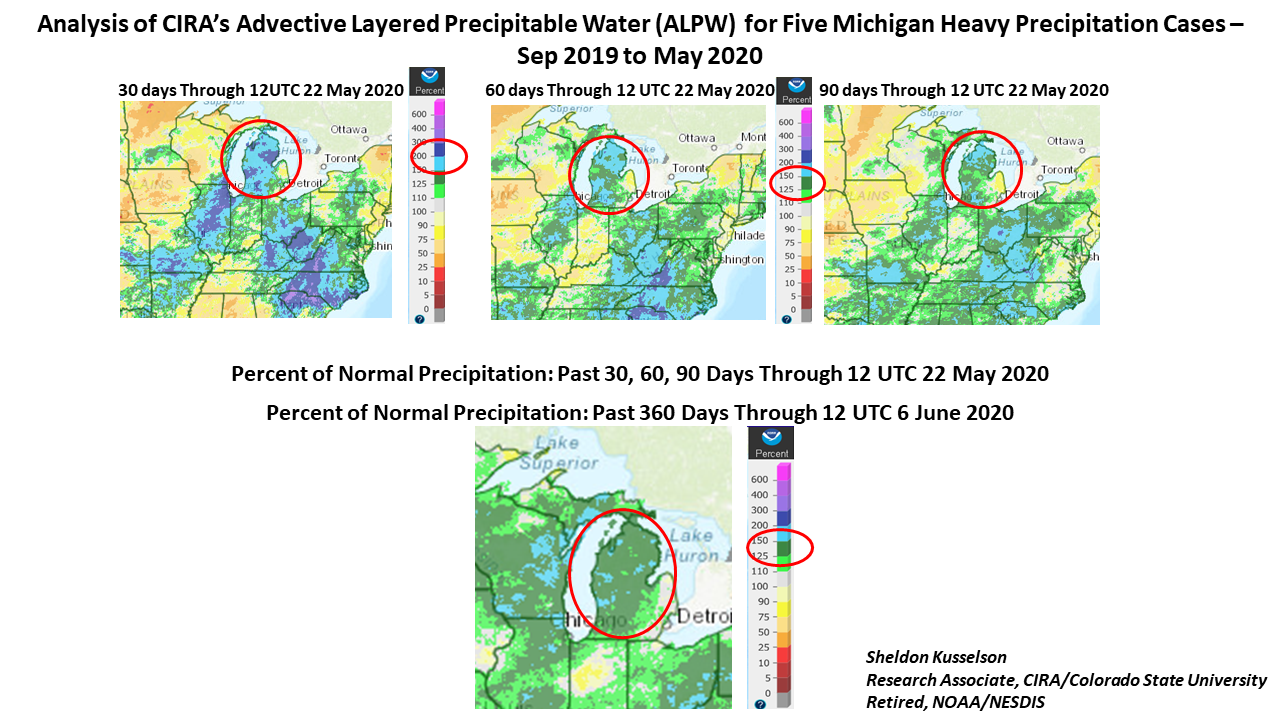 Analysis of CIRA's Advective Layered Precipitable Water (ALPW) for Five Michigan Heavy Precipitation Cases –
Sep 2019 to May 2020
30 days Through 12UTC 22 May 2020
60 days Through 12 UTC 22 May 2020
90 days Through 12 UTC 22 May 2020
Superior
Ottawa
Lake
Huron
Toront
Detroit
AINS
shin
Percent
600
400
300
200
150
125
110
100
90
75
50
25
10
5
0
?
Superior
Ottawa
Mont
Lake
Huron
Toront
Detroit
Philade
shington
Percent
600
400
300
200
150
125
110
100
90
75
50
25
10
5
0
?
Superior
Ottawa
Lake
Huron
Toront
Detroit
AINS
Percent of Normal Precipitation: Past 30, 60, 90 Days Through 12 UTC 22 May 2020
Percent of Normal Precipitation: Past 360 Days Through 12 UTC 6 June 2020
Lake
Superior
Lake
Huron
Chicago
Detroi
Percent
600
400
300
200
150
125
110
100
90
75
50
25
10
5
0
?
Sheldon Kusselson
Research Associate, CIRA/Colorado State University
Retired, NOAA/NESDIS